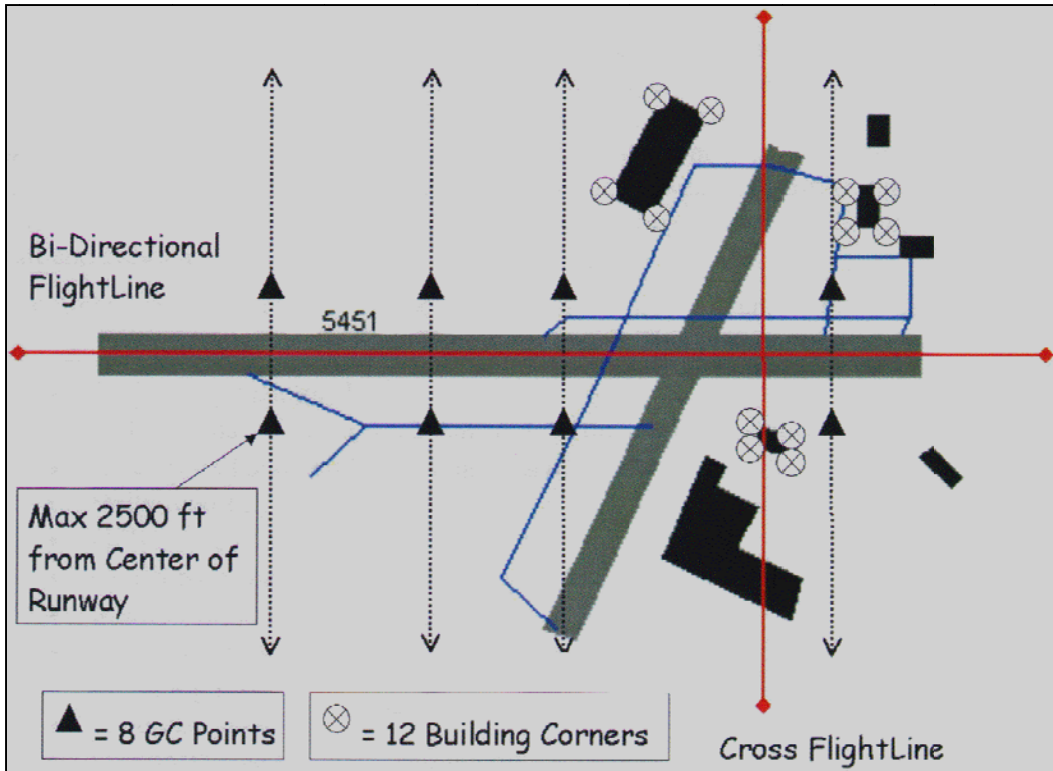 Bi-Directional
FlightLine
5451
Max 2500 ft
from Center of
Runway
= 8 GC Points
= 12 Building Corners
Cross FlightLine